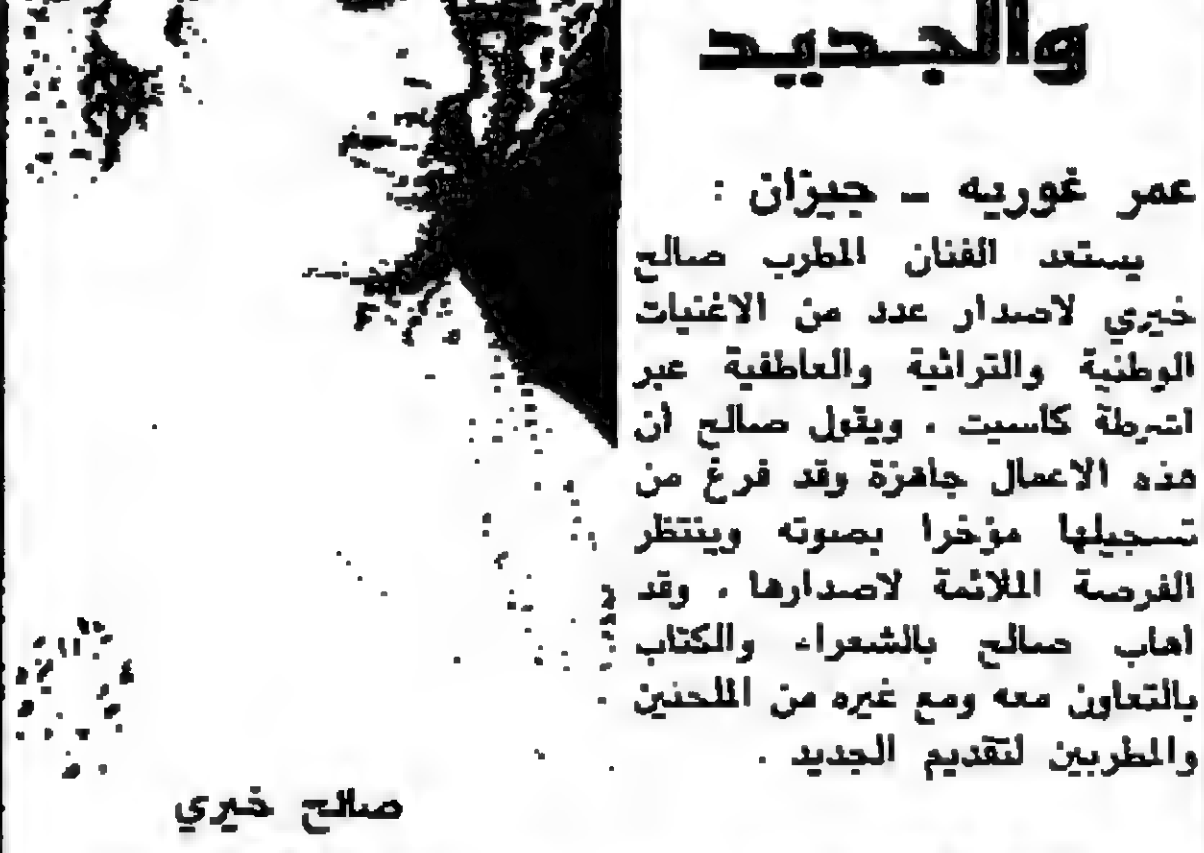 والجديد
عمر غوريه – جيزان :
يستعد الفنان المطرب صالح
خيري لاصدار عدد من الاغنيات
الوطنية والتراثية والعاطفية عبر
اشرطة كاسيت . ويقول صالح أن
هذه الاعمال جاهزة وقد فرغ من
تسجيلها مؤخرا بصوته وينتظر
الفرصة الملائمة لاصدارها . وقد
اهاب صالح بالشعراء والكتاب
بالتعاون معه ومع غيره من الملحنين
والمطربين لتقديم الجديد .
صالح خيري